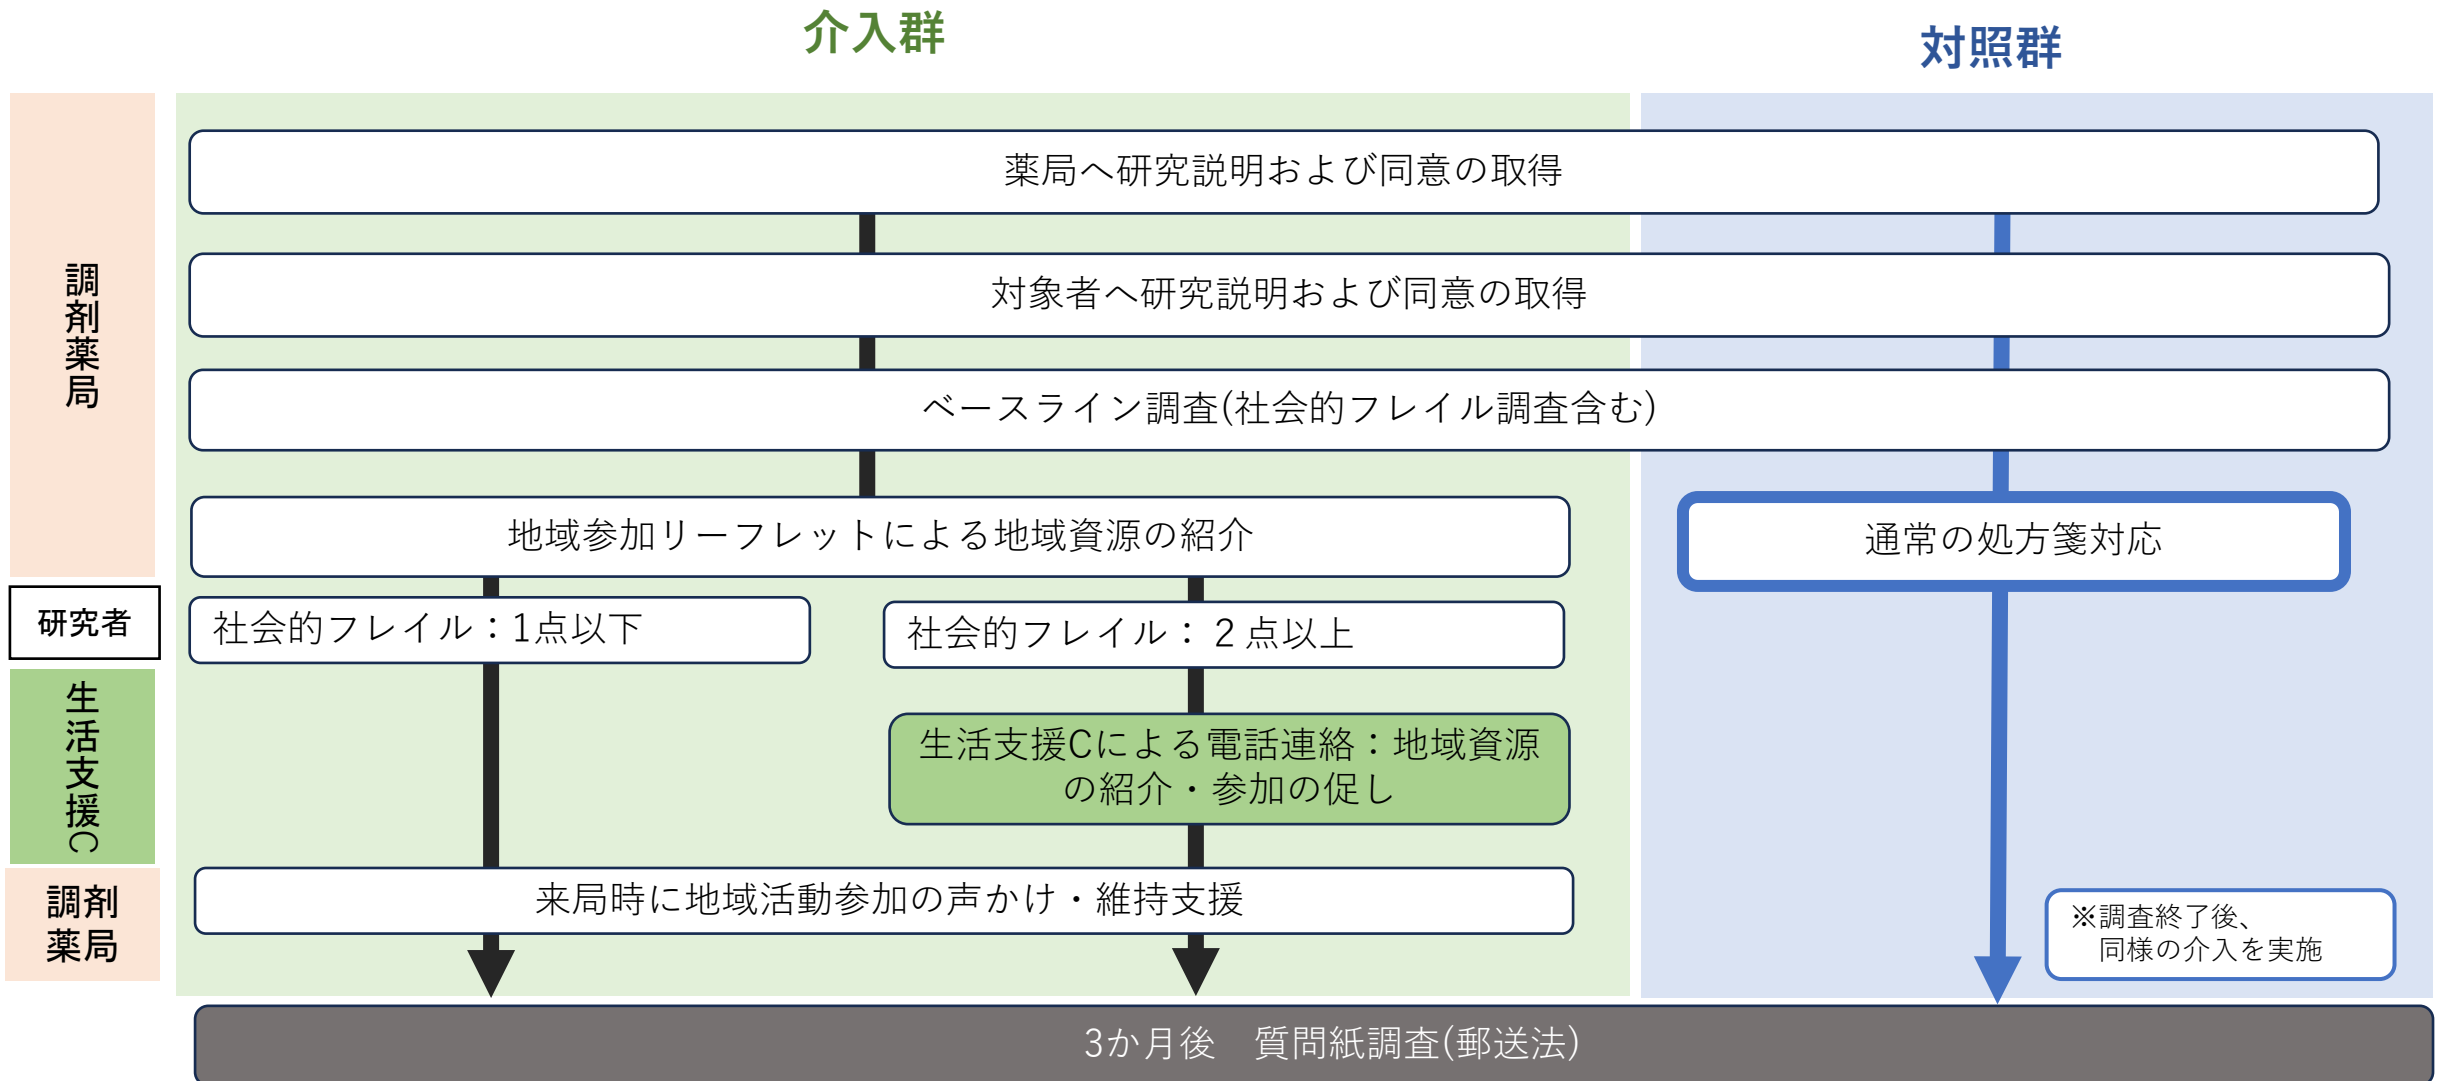 介入群
対照群
調剤薬局
薬局へ研究説明および同意の取得
対象者へ研究説明および同意の取得
ベースライン調査(社会的フレイル調査含む)
地域参加リーフレットによる地域資源の紹介
通常の処方箋対応
研究者
社会的フレイル：1点以下
社会的フレイル：２点以上
生活支援C
生活支援Cによる電話連絡：地域資源
の紹介・参加の促し
調剤
薬局
来局時に地域活動参加の声かけ・維持支援
※調査終了後、
同様の介入を実施
3か月後　質問紙調査(郵送法)